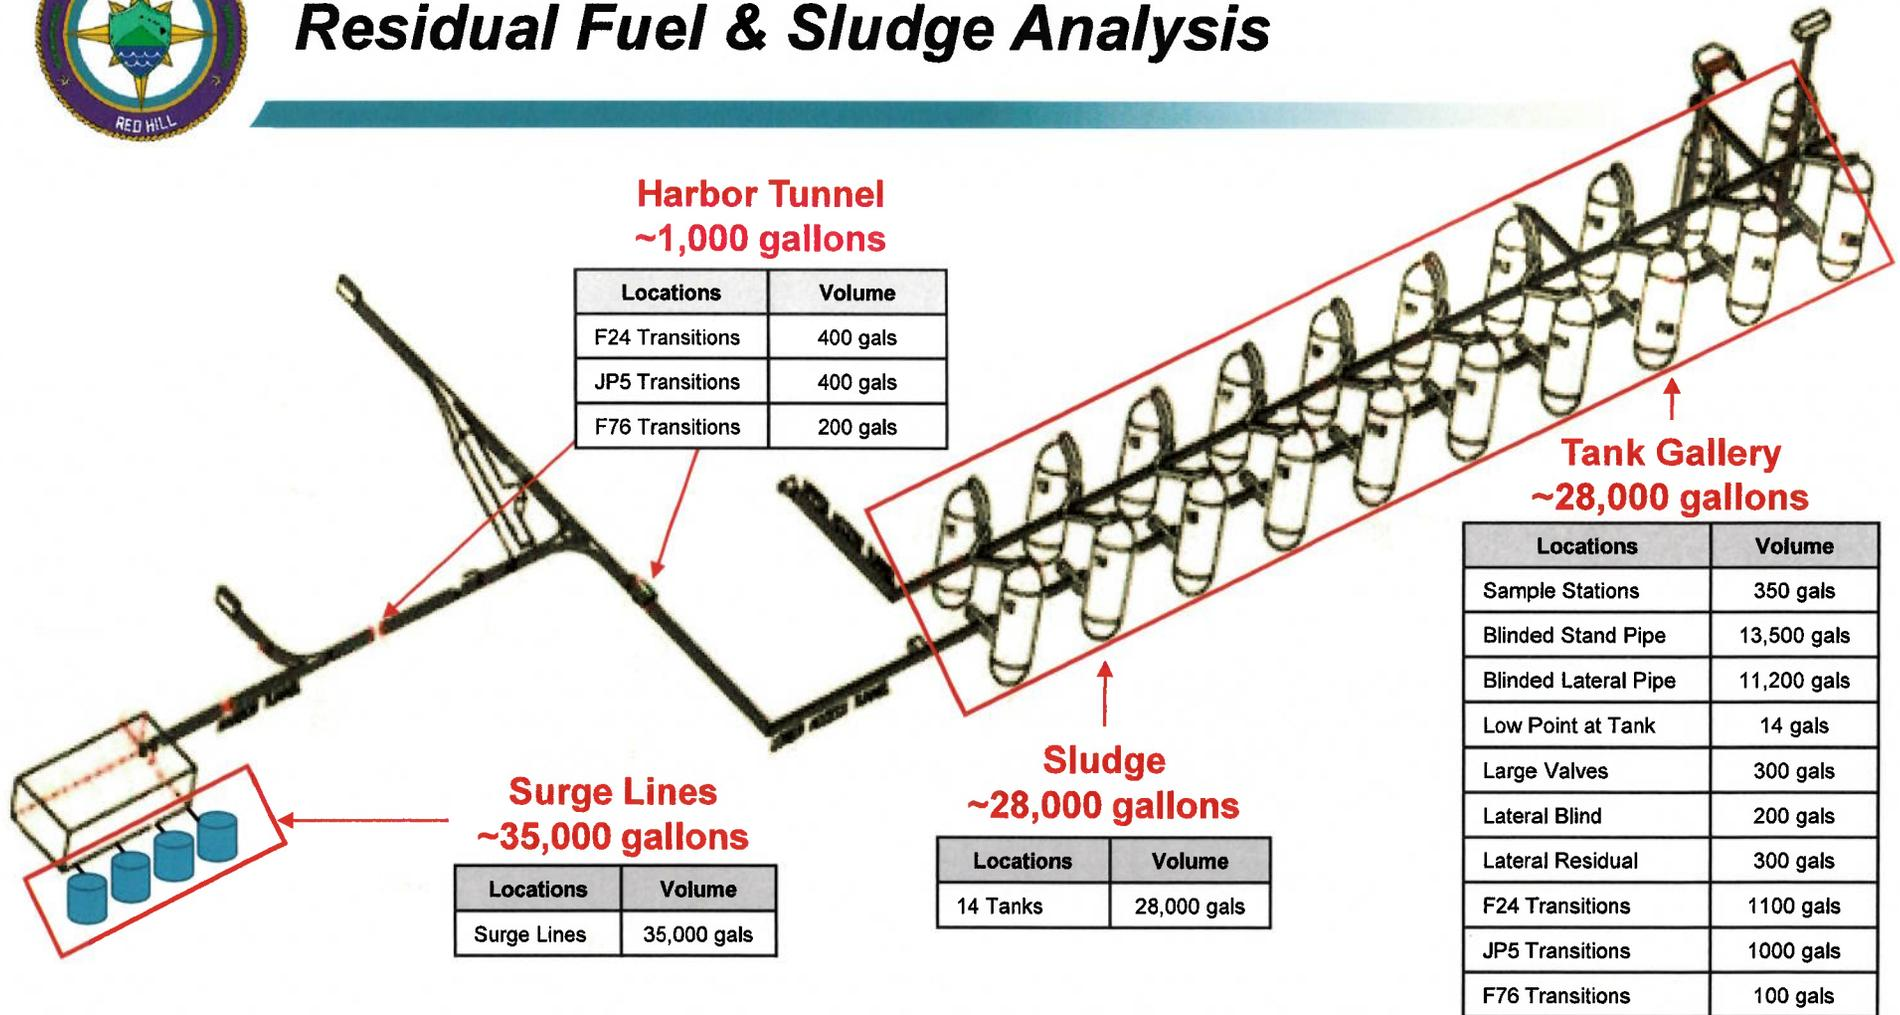 Residual Fuel & Sludge Analysis
RED HILL
Harbor Tunnel
~1,000 gallons
Locations Volume
F24 Transitions 400 gals
JP5 Transitions 400 gals
F76 Transitions 200 gals
Tank Gallery
~28,000 gallons
Locations Volume
Sample Stations 350 gals
Blinded Stand Pipe 13,500 gals
Blinded Lateral Pipe 11,200 gals
Low Point at Tank 14 gals
Large Valves 300 gals
Lateral Blind 200 gals
Lateral Residual 300 gals
F24 Transitions 1100 gals
JP5 Transitions 1000 gals
F76 Transitions 100 gals
Sludge
~28,000 gallons
Locations Volume
14 Tanks 28,000 gals
Surge Lines
~35,000 gallons
Locations Volume
Surge Lines 35,000 gals